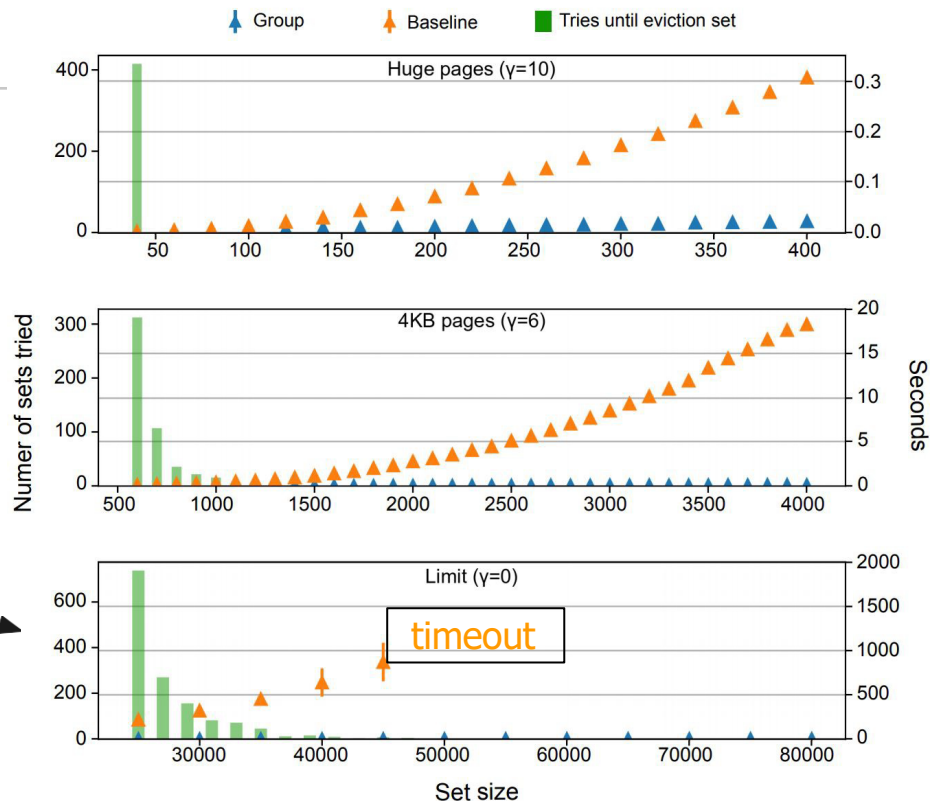 Group Baseline Tries until eviction set
Huge pages (γ=10)
400
200
0
0.3
0.2
0.1
0.0
50 100 150 200 250 300 350 400
4KB pages (γ=6)
300
200
100
0
20
15
10
5
0
500 1000 1500 2000 2500 3000 3500 4000
Numer of sets tried
Seconds
Limit (γ=0)
600
400
200
0
2000
1500
1000
500
0
timeout
30000 40000 50000 60000 70000 80000
Set size